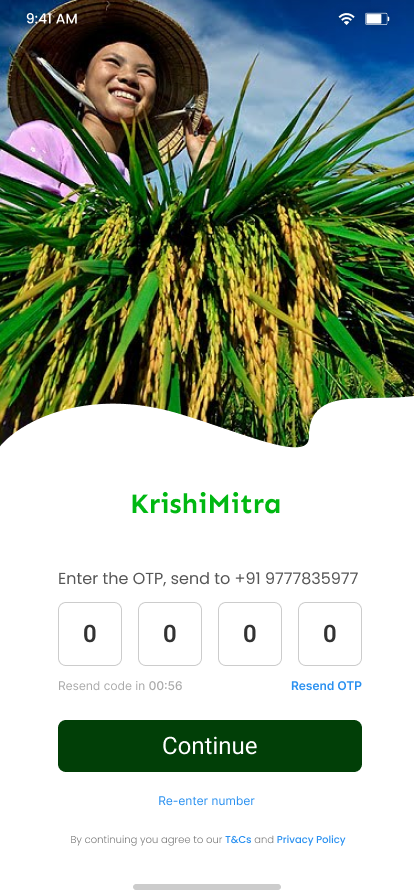 9:41 AM
KrishiMitra
Enter the OTP, send to +91 9777835977
0 0 0 0
Resend code in 00:56 Resend OTP
Continue
Re-enter number
By continuing you agree to our T&Cs and Privacy Policy